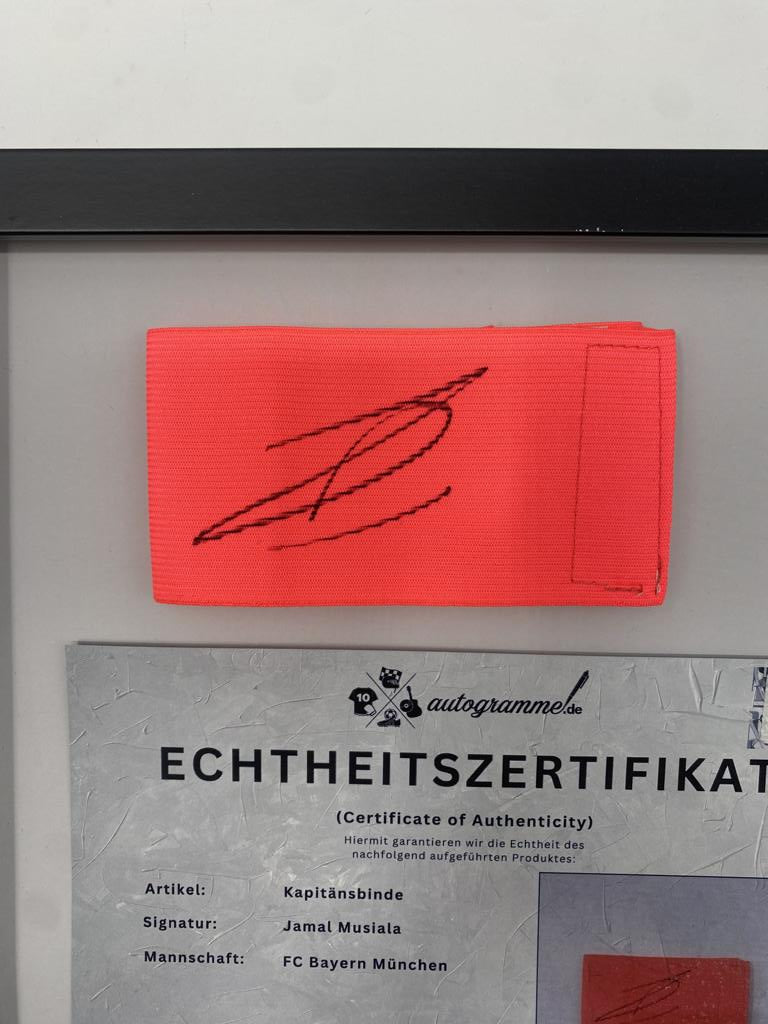 10
autogramme.de
ECHTHEITSZERTIFIKAT
(Certificate of Authenticity)
Hiermit garantieren wir die Echtheit des
nachfolgend aufgeführten Produktes:
Artikel: Kapitänsbinde
Signatur: Jamal Musiala
Mannschaft: FC Bayern München